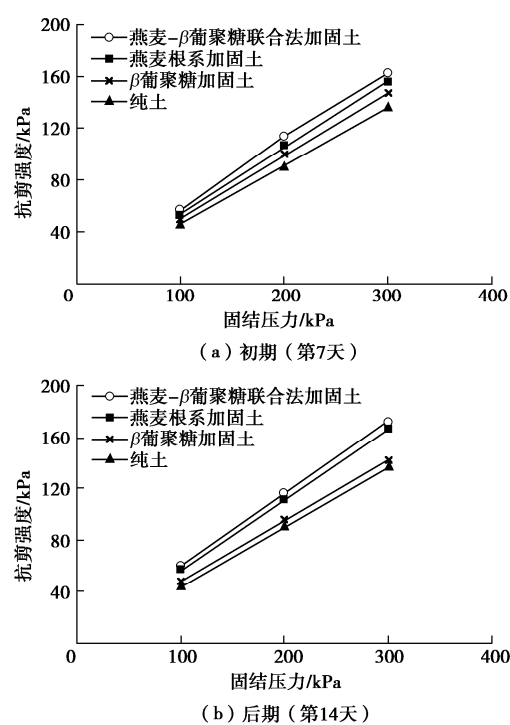 200
160
120
80
40
0
抗剪强度/kPa
燕麦-β葡聚糖联合法加固土
燕麦根系加固土
β葡聚糖加固土
纯土
100 200 300 400
固结压力/kPa
（a）初期（第7天）
200
160
120
80
40
0
抗剪强度/kPa
燕麦-β葡聚糖联合法加固土
燕麦根系加固土
β葡聚糖加固土
纯土
100 200 300 400
固结压力/kPa
（b）后期（第14天）